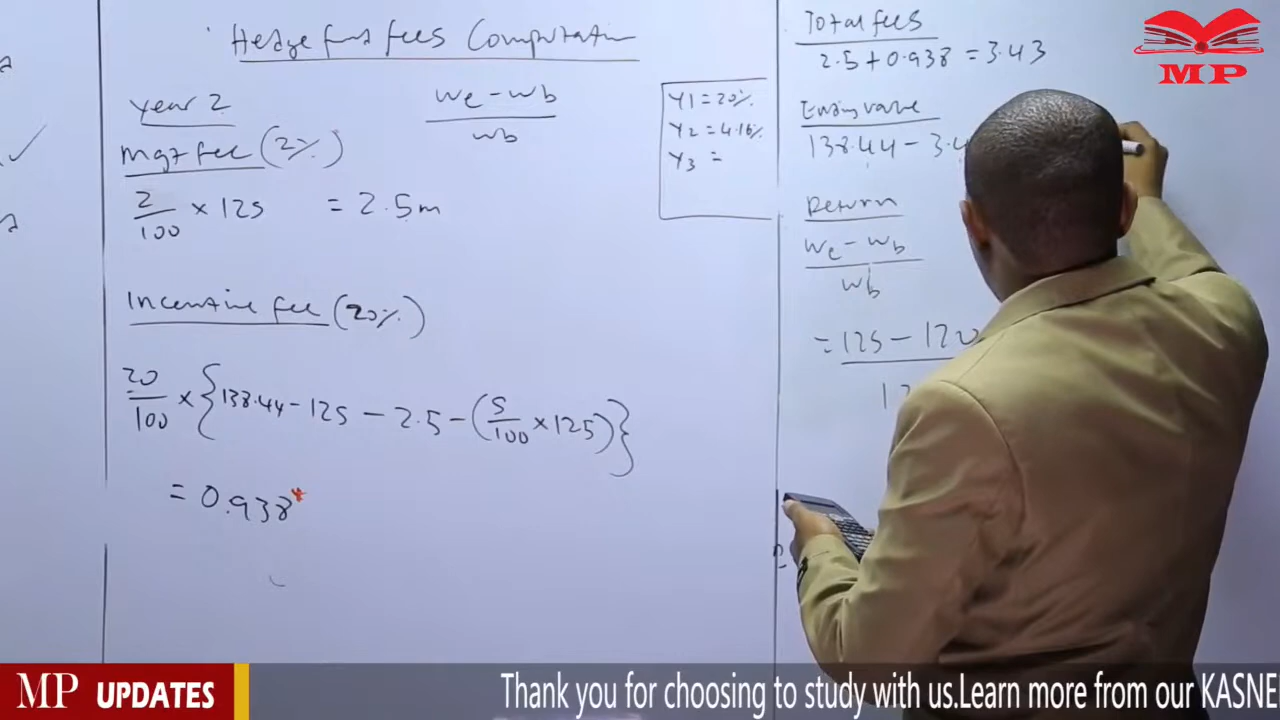 Hedge fund fees Computation
Year 2
We - Wb
Wb
Mgt fee (2%)
2
100
× 125 = 2.5m
Incentive fee (20%)
20
100
× { 138.44 - 125 - 2.5 - ( 5
100
× 125 ) }
= 0.938*
Y1 = 20%
Y2 = 4.16%
Y3 =
Total fees
2.5 + 0.938 = 3.43
Ending value
138.44 - 3.4
Return
We - Wb
Wb
= 125 - 120
12
MP
MP UPDATES
Thank you for choosing to study with us.Learn more from our KASNE